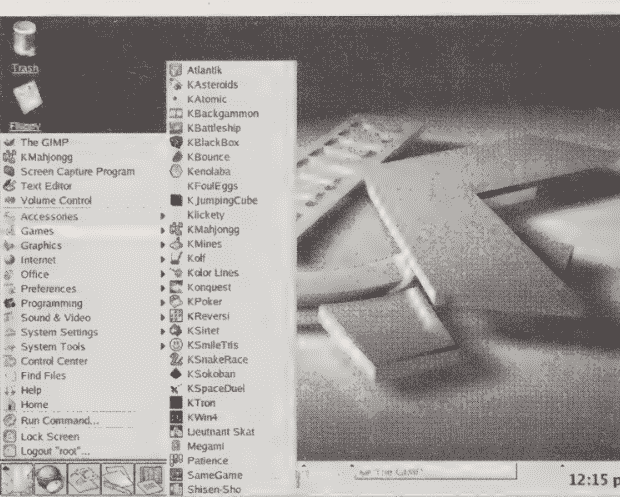 Trash
Floppy
The GIMP
KMahjongg
Screen Capture Program
Text Editor
Volume Control
Accessories
Games
Graphics
Internet
Office
Preferences
Programming
Sound & Video
System Settings
System Tools
Control Center
Find Files
Help
Home
Run Command...
Lock Screen
Logout "root"...
Atlantik
KAsteroids
KAtomic
KBackgammon
KBattleship
KBlackBox
KBounce
Kenolaba
KFoulEggs
KJumpingCube
Klickety
KMahjongg
KMines
Kolf
Kolor Lines
Konquest
KPoker
KReversi
KSirtet
KSmileTris
KSnakeRace
KSokoban
KSpaceDuel
KTron
KWin4
Lieutnant Skat
Megami
Patience
SameGame
Shisen-Sho
The GIMP
12:15 p